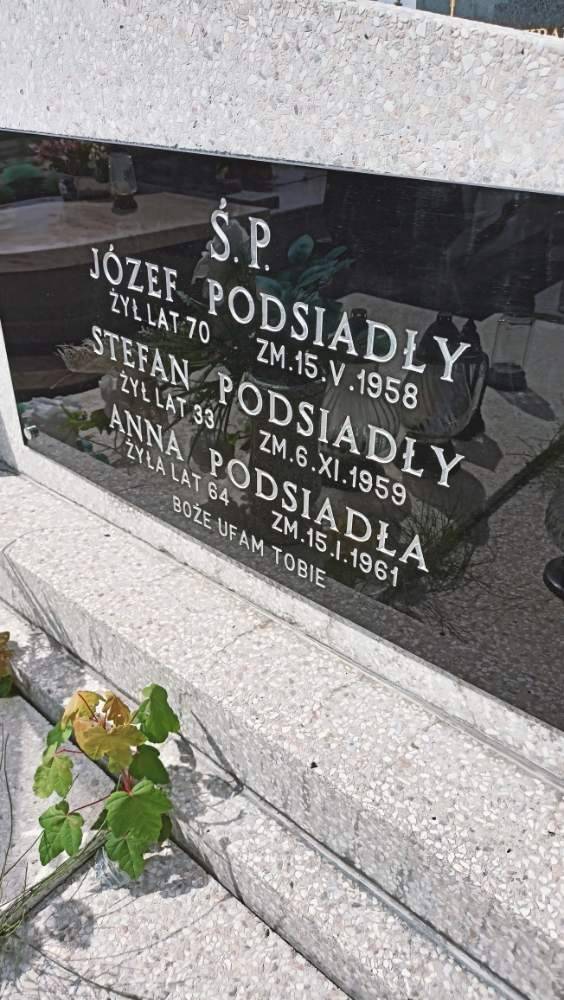 Ś.P.
JÓZEF PODSIADŁY
ŻYŁ LAT 70 ZM. 15. V. 1958
STEFAN PODSIADŁY
ŻYŁ LAT 33 ZM. 6. XI. 1959
ANNA PODSIADŁA
ŻYŁA LAT 64 ZM. 15. I. 1961
BOŻE UFAM TOBIE